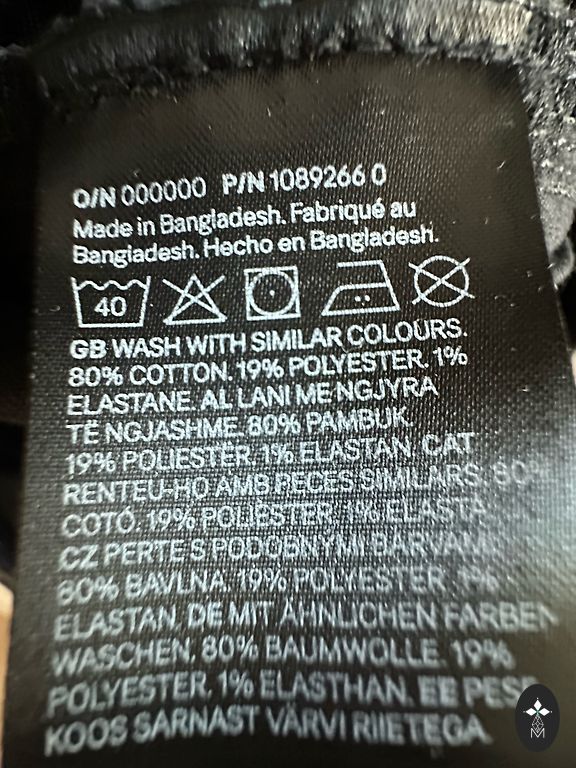 O/N 000000 P/N 1089266 0
Made in Bangladesh. Fabriqué au
Bangladesh. Hecho en Bangladesh.
40
GB WASH WITH SIMILAR COLOURS.
80% COTTON. 19% POLYESTER. 1%
ELASTANE. AL LANI ME NGJYRA
TË NGJASHME. 80% PAMBUK.
19% POLIESTER. 1% ELASTAN. CAT
RENTEU-HO AMB PECES SIMILARS. 80%
COTÓ. 19% POLIÈSTER. 1% ELASTÀ.
CZ PERTE S PODOBNÝMI BARVAMI.
80% BAVLNA. 19% POLYESTER. 1%
ELASTAN. DE MIT ÄHNLICHEN FARBEN
WASCHEN. 80% BAUMWOLLE. 19%
POLYESTER. 1% ELASTHAN. EE PESE
KOOS SARNAST VÄRVI RIIETEGA.
M